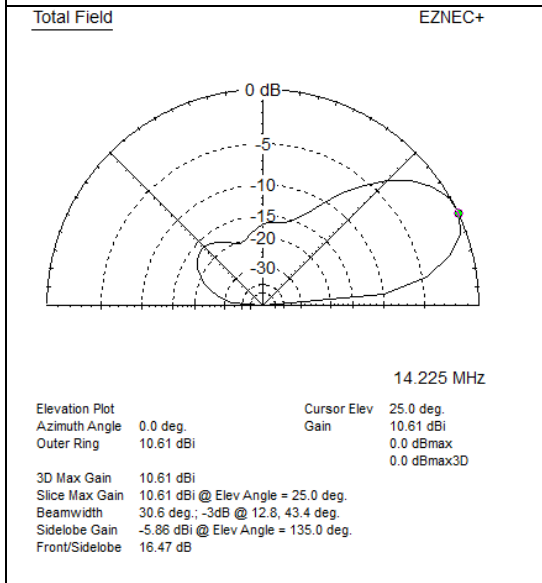 Total Field EZNEC+
0 dB
-5
-10
-15
-20
-30
14.225 MHz
Elevation Plot Cursor Elev 25.0 deg.
Azimuth Angle 0.0 deg. Gain 10.61 dBi
Outer Ring 10.61 dBi 0.0 dBmax
0.0 dBmax3D
3D Max Gain 10.61 dBi
Slice Max Gain 10.61 dBi @ Elev Angle = 25.0 deg.
Beamwidth 30.6 deg.; -3dB @ 12.8, 43.4 deg.
Sidelobe Gain -5.86 dBi @ Elev Angle = 135.0 deg.
Front/Sidelobe 16.47 dB